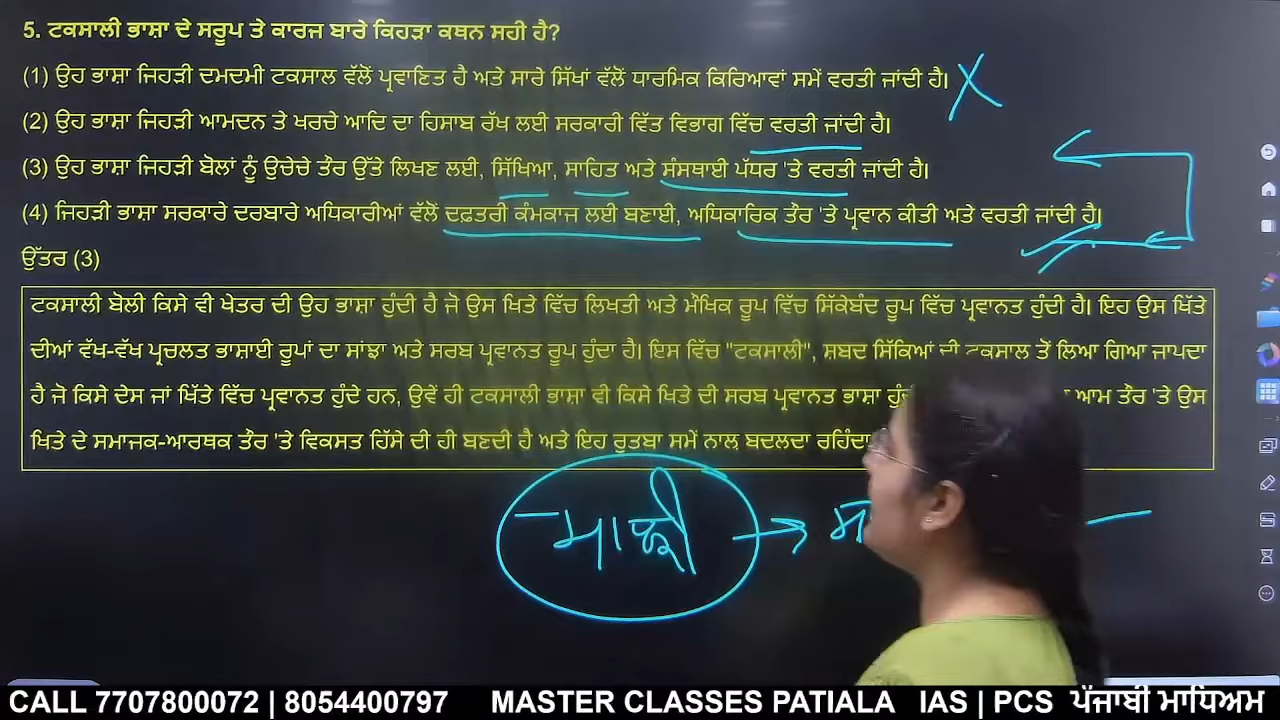 5. ਟਕਸਾਲੀ ਭਾਸ਼ਾ ਦੇ ਸਰੂਪ ਤੇ ਕਾਰਜ ਬਾਰੇ ਕਿਹੜਾ ਕਥਨ ਸਹੀ ਹੈ?
(1) ਉਹ ਭਾਸ਼ਾ ਜਿਹੜੀ ਦਮਦਮੀ ਟਕਸਾਲ ਵੱਲੋਂ ਪ੍ਰਵਾਣਿਤ ਹੈ ਅਤੇ ਸਾਰੇ ਸਿੱਖਾਂ ਵੱਲੋਂ ਧਾਰਮਿਕ ਕਿਰਿਆਵਾਂ ਸਮੇਂ ਵਰਤੀ ਜਾਂਦੀ ਹੈ।
(2) ਉਹ ਭਾਸ਼ਾ ਜਿਹੜੀ ਆਮਦਨ ਤੇ ਖਰਚੇ ਆਦਿ ਦਾ ਹਿਸਾਬ ਰੱਖ ਲਈ ਸਰਕਾਰੀ ਵਿੱਤ ਵਿਭਾਗ ਵਿੱਚ ਵਰਤੀ ਜਾਂਦੀ ਹੈ।
(3) ਉਹ ਭਾਸ਼ਾ ਜਿਹੜੀ ਬੋਲਾਂ ਨੂੰ ਉਚੇਚੇ ਤੌਰ ਉੱਤੇ ਲਿਖਣ ਲਈ, ਸਿੱਖਿਆ, ਸਾਹਿਤ ਅਤੇ ਸੰਸਥਾਈ ਪੱਧਰ 'ਤੇ ਵਰਤੀ ਜਾਂਦੀ ਹੈ।
(4) ਜਿਹੜੀ ਭਾਸ਼ਾ ਸਰਕਾਰੇ ਦਰਬਾਰੇ ਅਧਿਕਾਰੀਆਂ ਵੱਲੋਂ ਦਫ਼ਤਰੀ ਕੰਮਕਾਜ ਲਈ ਬਣਾਈ, ਅਧਿਕਾਰਿਕ ਤੌਰ 'ਤੇ ਪ੍ਰਵਾਨ ਕੀਤੀ ਅਤੇ ਵਰਤੀ ਜਾਂਦੀ ਹੈ।
ਉੱਤਰ (3)
ਟਕਸਾਲੀ ਬੋਲੀ ਕਿਸੇ ਵੀ ਖੇਤਰ ਦੀ ਉਹ ਭਾਸ਼ਾ ਹੁੰਦੀ ਹੈ ਜੋ ਉਸ ਖਿਤੇ ਵਿੱਚ ਲਿਖਤੀ ਅਤੇ ਮੌਖਿਕ ਰੂਪ ਵਿੱਚ ਸਿੱਕੇਬੰਦ ਰੂਪ ਵਿੱਚ ਪ੍ਰਵਾਨਤ ਹੁੰਦੀ ਹੈ। ਇਹ ਉਸ ਖਿੱਤੇ
ਦੀਆਂ ਵੱਖ-ਵੱਖ ਪ੍ਰਚਲਤ ਭਾਸ਼ਾਈ ਰੂਪਾਂ ਦਾ ਸਾਂਝਾ ਅਤੇ ਸਰਬ ਪ੍ਰਵਾਨਤ ਰੂਪ ਹੁੰਦਾ ਹੈ। ਇਸ ਵਿੱਚ "ਟਕਸਾਲੀ", ਸ਼ਬਦ ਸਿੱਕਿਆਂ ਦੀ ਟਕਸਾਲ ਤੋਂ ਲਿਆ ਗਿਆ ਜਾਪਦਾ
ਹੈ ਜੋ ਕਿਸੇ ਦੇਸ ਜਾਂ ਖਿੱਤੇ ਵਿੱਚ ਪ੍ਰਵਾਨਤ ਹੁੰਦੇ ਹਨ, ਉਵੇਂ ਹੀ ਟਕਸਾਲੀ ਭਾਸ਼ਾ ਵੀ ਕਿਸੇ ਖਿਤੇ ਦੀ ਸਰਬ ਪ੍ਰਵਾਨਤ ਭਾਸ਼ਾ ਆਮ ਤੌਰ 'ਤੇ ਉਸ
ਖਿਤੇ ਦੇ ਸਮਾਜਕ-ਆਰਥਕ ਤੌਰ 'ਤੇ ਵਿਕਸਤ ਹਿੱਸੇ ਦੀ ਹੀ ਬਣਦੀ ਹੈ ਅਤੇ ਇਹ ਰੁਤਬਾ ਸਮੇਂ ਨਾਲ ਬਦਲਦਾ ਰਹਿੰਦਾ
ਮਾਝੀ
CALL 7707800072 | 8054400797 MASTER CLASSES PATIALA IAS | PCS ਪੰਜਾਬੀ ਮਾਧਿਅਮ